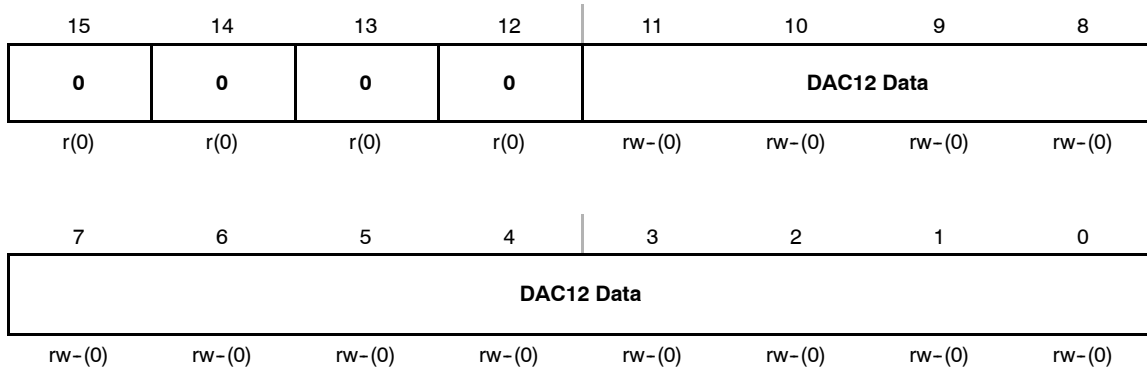 15 14 13 12 11 10 9 8
0 0 0 0 DAC12 Data
r(0) r(0) r(0) r(0) rw-(0) rw-(0) rw-(0) rw-(0)
7 6 5 4 3 2 1 0
DAC12 Data
rw-(0) rw-(0) rw-(0) rw-(0) rw-(0) rw-(0) rw-(0) rw-(0)